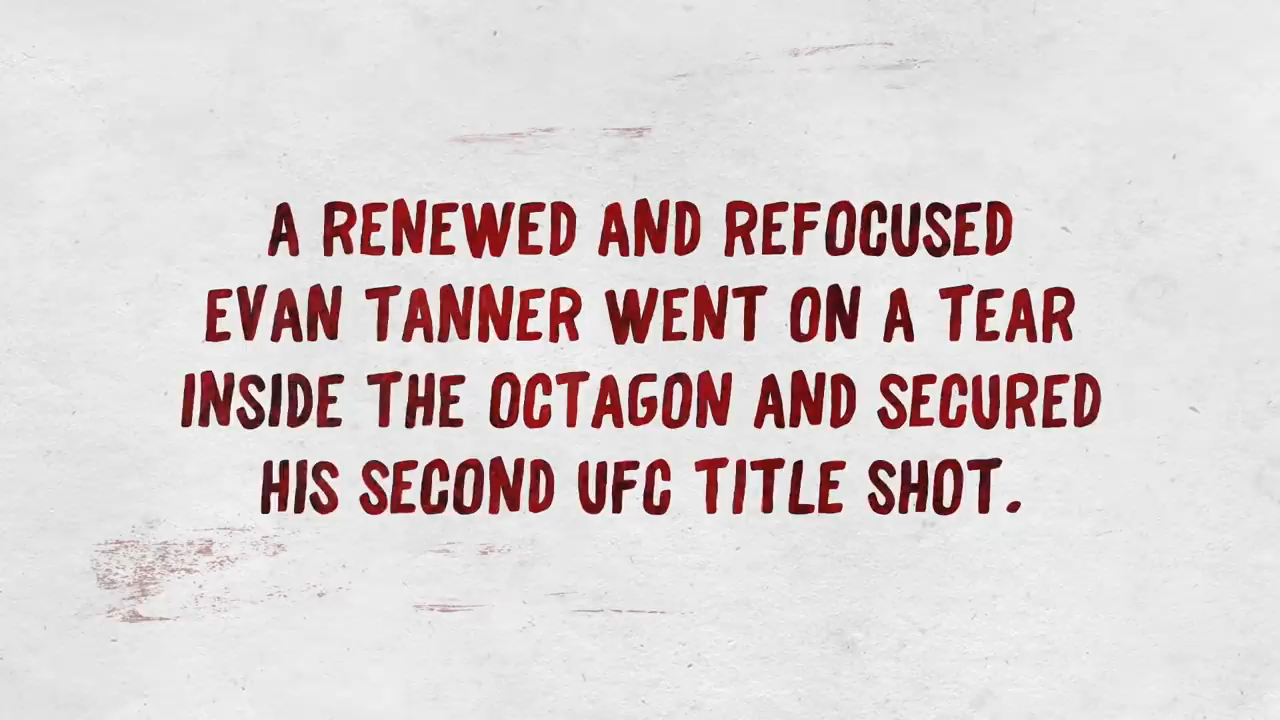 A RENEWED AND REFOCUSED
EVAN TANNER WENT ON A TEAR
INSIDE THE OCTAGON AND SECURED
HIS SECOND UFC TITLE SHOT.